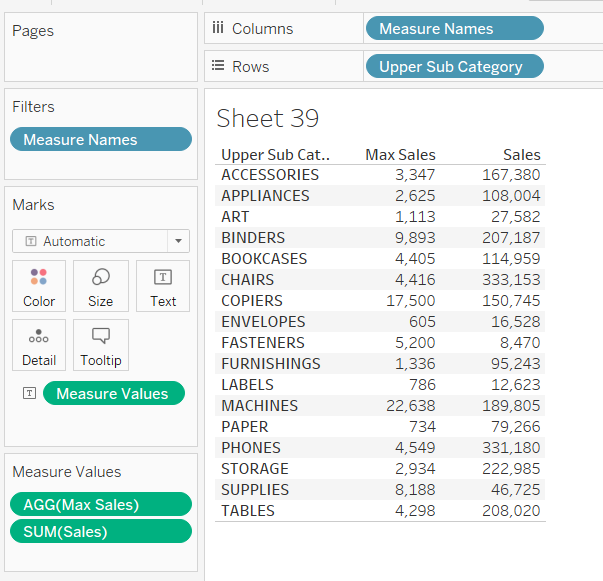 Pages
Columns Measure Names
Rows Upper Sub Category
Filters
Measure Names
Marks
T Automatic
Color Size T Text
Detail Tooltip
T Measure Values
Measure Values
AGG(Max Sales)
SUM(Sales)
Sheet 39
Upper Sub Cat.. Max Sales Sales
ACCESSORIES 3,347 167,380
APPLIANCES 2,625 108,004
ART 1,113 27,582
BINDERS 9,893 207,187
BOOKCASES 4,405 114,959
CHAIRS 4,416 333,153
COPIERS 17,500 150,745
ENVELOPES 605 16,528
FASTENERS 5,200 8,470
FURNISHINGS 1,336 95,243
LABELS 786 12,623
MACHINES 22,638 189,805
PAPER 734 79,266
PHONES 4,549 331,180
STORAGE 2,934 222,985
SUPPLIES 8,188 46,725
TABLES 4,298 208,020